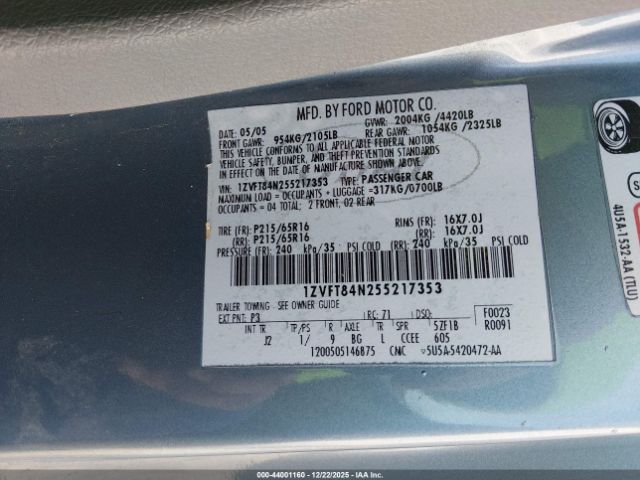 MFD. BY FORD MOTOR CO.
DATE: 05/05 GVWR: 2004KG /4420LB
FRONT GAWR: 954KG/2105LB REAR GAWR: 1054KG /2325LB
THIS VEHICLE CONFORMS TO ALL APPLICABLE FEDERAL MOTOR
VEHICLE SAFETY, BUMPER, AND THEFT PREVENTION STANDARDS
IN EFFECT ON THE DATE OF MANUFACTURE SHOWN ABOVE.
VIN: 1ZVFT84N255217353 TYPE: PASSENGER CAR
MAXIMUM LOAD = OCCUPANTS + LUGGAGE =317KG/0700LB
OCCUPANTS = 04 TOTAL: 2 FRONT, 02 REAR
TIRE (FR): P215/65R16 RIMS (FR): 16X7.0J
(RR): P215/65R16 (RR): 16X7.0J
PRESSURE (FR): 240 kPa/35 PSI COLD (RR): 240 kPa/35 PSI COLD
1ZVFT84N255217353
TRAILER TOWING - SEE OWNER GUIDE
EXT PNT: P3 RC: 71 DSO: F0023
INT TR TP/PS R AXLE TR SPR 5ZF1B R0091
J2 1/ 9 BG L CCEE 605
1200505146875 CNC 5U5A-5420472-AA
4U5A-1532-AA (TLU)
000-44001160 - 12/22/2025 - COPYRIGHT IAA, INC.